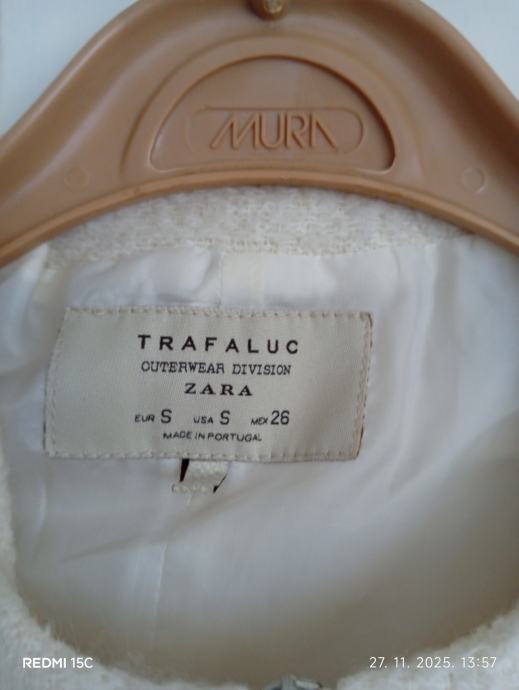 MURA
TRAFALUC
OUTERWEAR DIVISION
ZARA
EUR S USA S MEX 26
MADE IN PORTUGAL
REDMI 15C
27. 11. 2025. 13:57